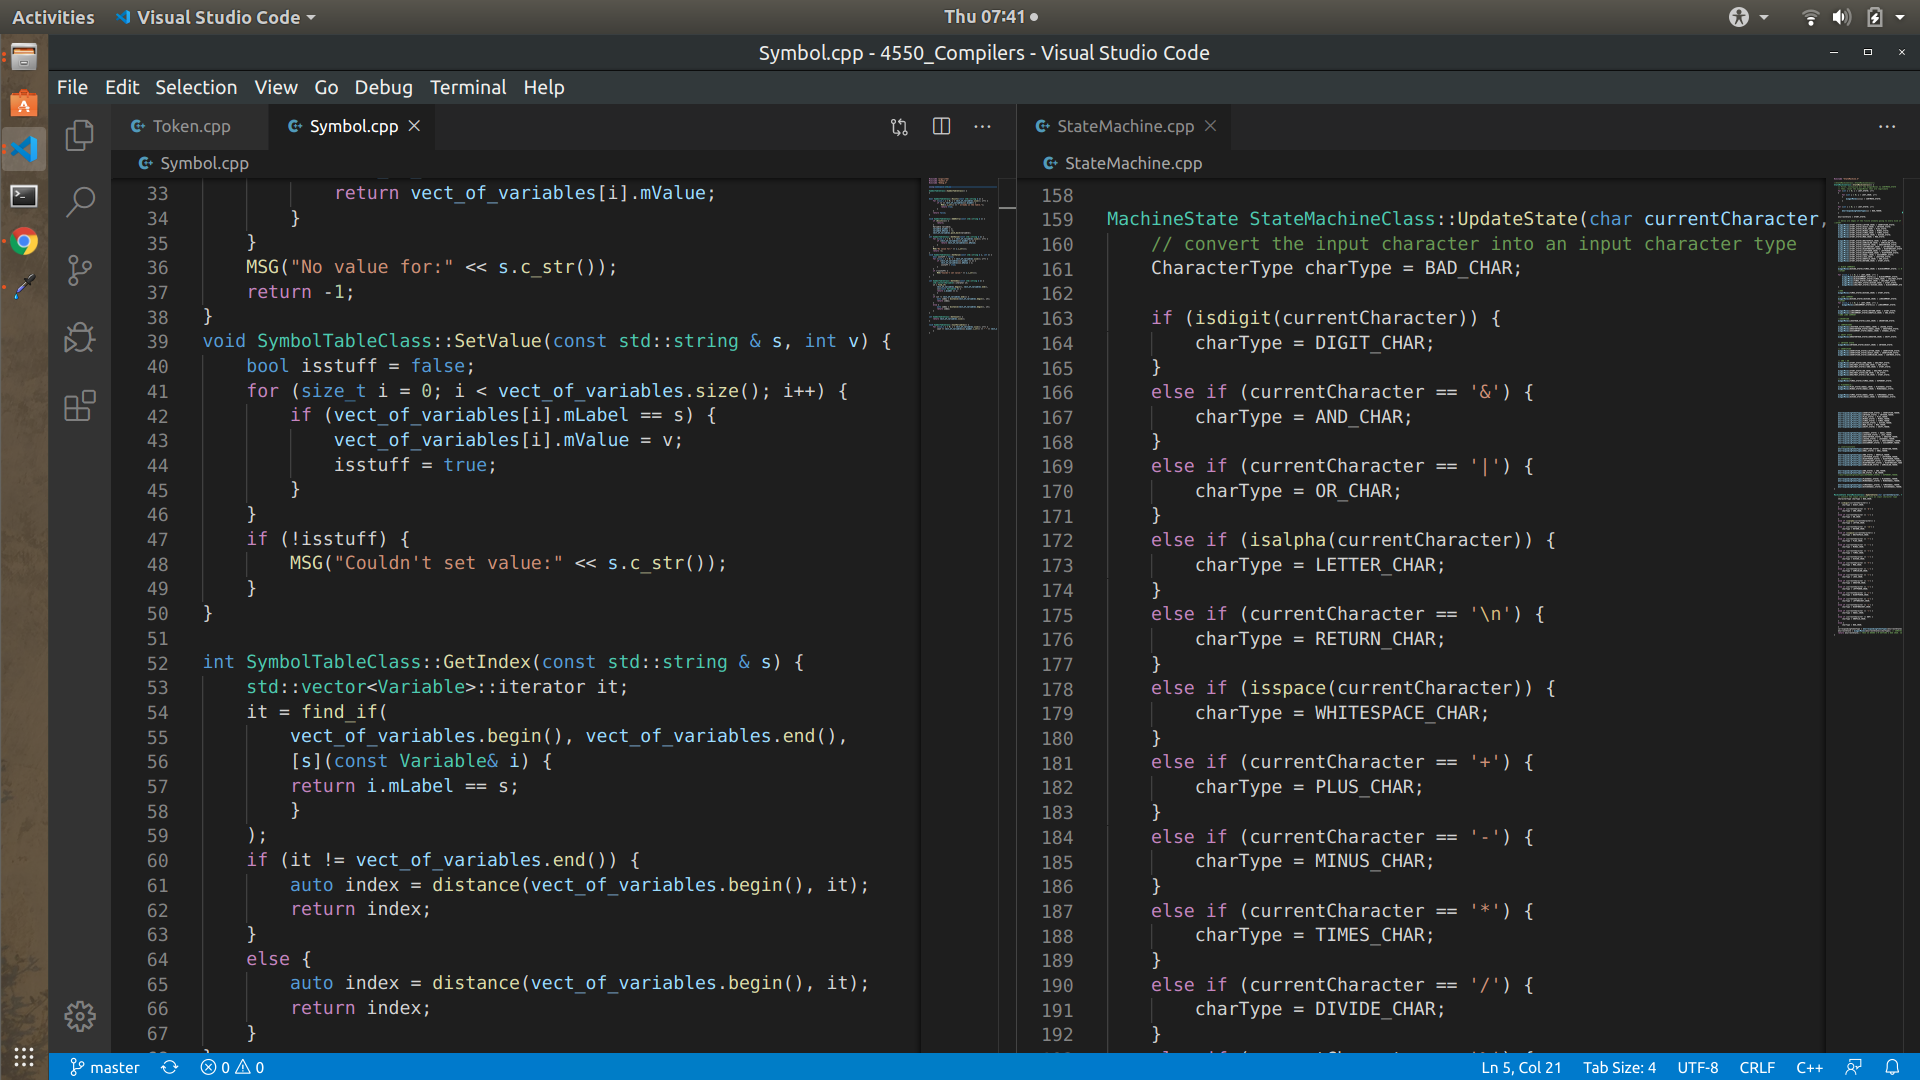 Activities Visual Studio Code Thu 07:41
Symbol.cpp - 4550_Compilers - Visual Studio Code
File Edit Selection View Go Debug Terminal Help
Token.cpp Symbol.cpp
Symbol.cpp
33 return vect_of_variables[i].mValue;
34 }
35 }
36 MSG("No value for:" << s.c_str());
37 return -1;
38 }
39 void SymbolTableClass::SetValue(const std::string & s, int v) {
40 bool isstuff = false;
41 for (size_t i = 0; i < vect_of_variables.size(); i++) {
42 if (vect_of_variables[i].mLabel == s) {
43 vect_of_variables[i].mValue = v;
44 isstuff = true;
45 }
46 }
47 if (!isstuff) {
48 MSG("Couldn't set value:" << s.c_str());
49 }
50 }
51
52 int SymbolTableClass::GetIndex(const std::string & s) {
53 std::vector<Variable>::iterator it;
54 it = find_if(
55 vect_of_variables.begin(), vect_of_variables.end(),
56 [s](const Variable& i) {
57 return i.mLabel == s;
58 }
59 );
60 if (it != vect_of_variables.end()) {
61 auto index = distance(vect_of_variables.begin(), it);
62 return index;
63 }
64 else {
65 auto index = distance(vect_of_variables.begin(), it);
66 return index;
67 }
StateMachine.cpp
StateMachine.cpp
158
159 MachineState StateMachineClass::UpdateState(char currentCharacter,
160 // convert the input character into an input character type
161 CharacterType charType = BAD_CHAR;
162
163 if (isdigit(currentCharacter)) {
164 charType = DIGIT_CHAR;
165 }
166 else if (currentCharacter == '&') {
167 charType = AND_CHAR;
168 }
169 else if (currentCharacter == '|') {
170 charType = OR_CHAR;
171 }
172 else if (isalpha(currentCharacter)) {
173 charType = LETTER_CHAR;
174 }
175 else if (currentCharacter == '\n') {
176 charType = RETURN_CHAR;
177 }
178 else if (isspace(currentCharacter)) {
179 charType = WHITESPACE_CHAR;
180 }
181 else if (currentCharacter == '+') {
182 charType = PLUS_CHAR;
183 }
184 else if (currentCharacter == '-') {
185 charType = MINUS_CHAR;
186 }
187 else if (currentCharacter == '*') {
188 charType = TIMES_CHAR;
189 }
190 else if (currentCharacter == '/') {
191 charType = DIVIDE_CHAR;
192 }
master 0 0 Ln 5, Col 21 Tab Size: 4 UTF-8 CRLF C++